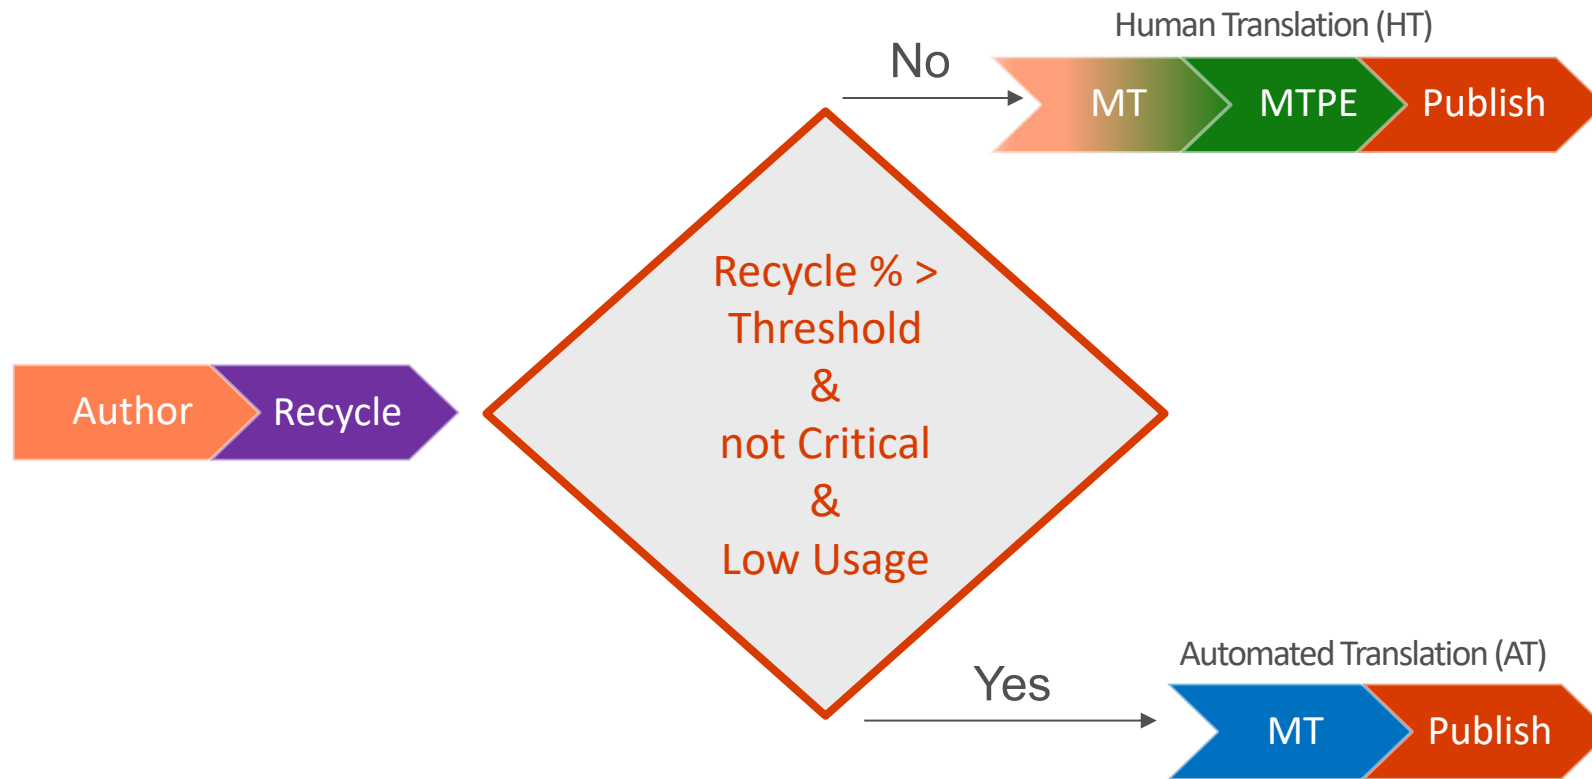 Human Translation (HT)
No
MT
MTPE
Publish
Recycle % >
Threshold
&
not Critical
&
Low Usage
Author
Recycle
Automated Translation (AT)
Yes
MT
Publish